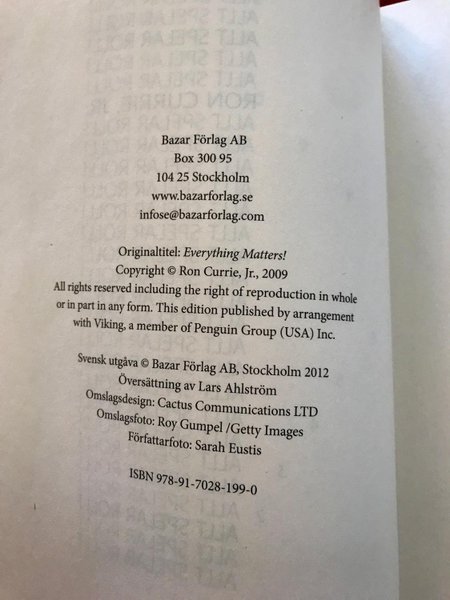 Bazar Förlag AB
Box 300 95
104 25 Stockholm
www.bazarforlag.se
infose@bazarforlag.com
Originaltitel: Everything Matters!
Copyright © Ron Currie, Jr., 2009
All rights reserved including the right of reproduction in whole
or in part in any form. This edition published by arrangement
with Viking, a member of Penguin Group (USA) Inc.
Svensk utgåva © Bazar Förlag AB, Stockholm 2012
Översättning av Lars Ahlström
Omslagsdesign: Cactus Communications LTD
Omslagsfoto: Roy Gumpel /Getty Images
Författarfoto: Sarah Eustis
ISBN 978-91-7028-199-0